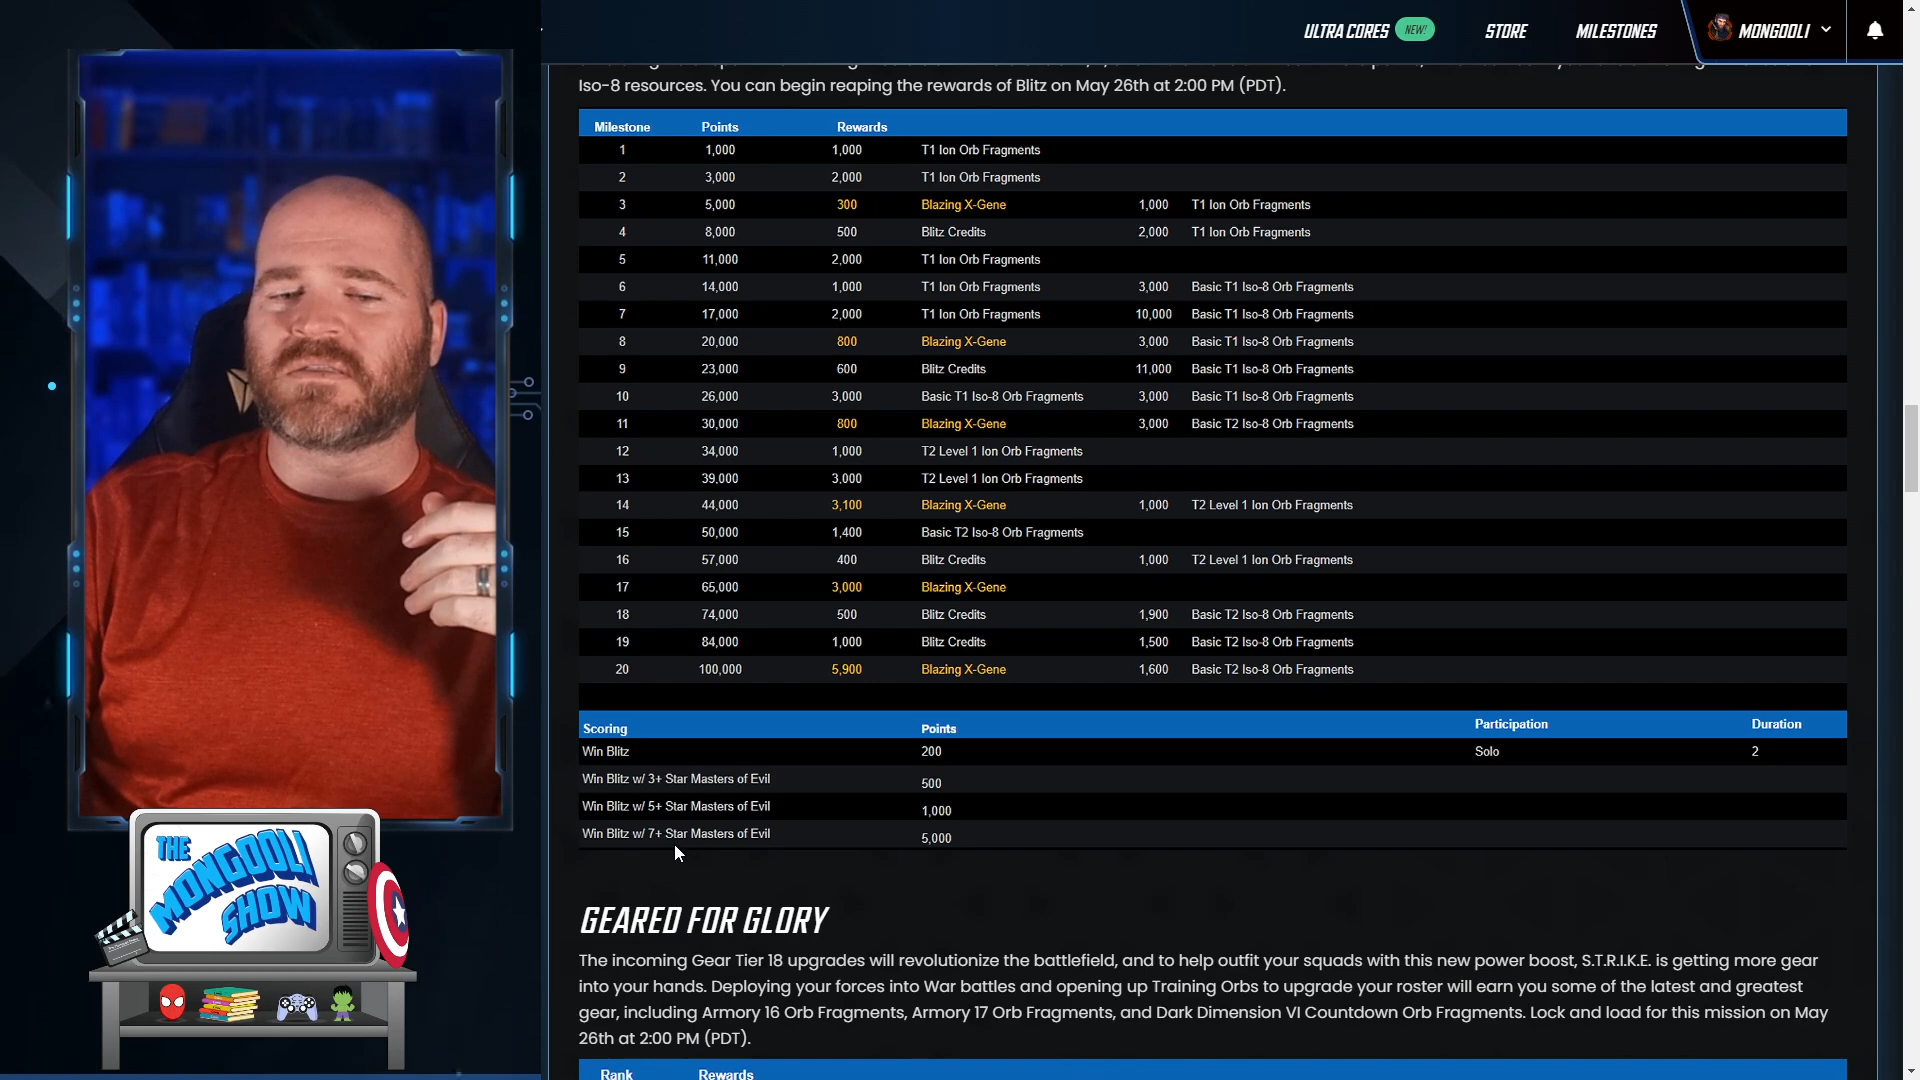 ULTRA CORES NEW! STORE MILESTONES MONGOOLI
Iso-8 resources. You can begin reaping the rewards of Blitz on May 26th at 2:00 PM (PDT).
Milestone Points Rewards
1 1,000 1,000 T1 Ion Orb Fragments
2 3,000 2,000 T1 Ion Orb Fragments
3 5,000 300 Blazing X-Gene 1,000 T1 Ion Orb Fragments
4 8,000 500 Blitz Credits 2,000 T1 Ion Orb Fragments
5 11,000 2,000 T1 Ion Orb Fragments
6 14,000 1,000 T1 Ion Orb Fragments 3,000 Basic T1 Iso-8 Orb Fragments
7 17,000 2,000 T1 Ion Orb Fragments 10,000 Basic T1 Iso-8 Orb Fragments
8 20,000 800 Blazing X-Gene 3,000 Basic T1 Iso-8 Orb Fragments
9 23,000 600 Blitz Credits 11,000 Basic T1 Iso-8 Orb Fragments
10 26,000 3,000 Basic T1 Iso-8 Orb Fragments 3,000 Basic T1 Iso-8 Orb Fragments
11 30,000 800 Blazing X-Gene 3,000 Basic T2 Iso-8 Orb Fragments
12 34,000 1,000 T2 Level 1 Ion Orb Fragments
13 39,000 3,000 T2 Level 1 Ion Orb Fragments
14 44,000 3,100 Blazing X-Gene 1,000 T2 Level 1 Ion Orb Fragments
15 50,000 1,400 Basic T2 Iso-8 Orb Fragments
16 57,000 400 Blitz Credits 1,000 T2 Level 1 Ion Orb Fragments
17 65,000 3,000 Blazing X-Gene
18 74,000 500 Blitz Credits 1,900 Basic T2 Iso-8 Orb Fragments
19 84,000 1,000 Blitz Credits 1,500 Basic T2 Iso-8 Orb Fragments
20 100,000 5,900 Blazing X-Gene 1,600 Basic T2 Iso-8 Orb Fragments
Scoring Points Participation Duration
Win Blitz 200 Solo 2
Win Blitz w/ 3+ Star Masters of Evil 500
Win Blitz w/ 5+ Star Masters of Evil 1,000
Win Blitz w/ 7+ Star Masters of Evil 5,000
GEARED FOR GLORY
The incoming Gear Tier 18 upgrades will revolutionize the battlefield, and to help outfit your squads with this new power boost, S.T.R.I.K.E. is getting more gear
into your hands. Deploying your forces into War battles and opening up Training Orbs to upgrade your roster will earn you some of the latest and greatest
gear, including Armory 16 Orb Fragments, Armory 17 Orb Fragments, and Dark Dimension VI Countdown Orb Fragments. Lock and load for this mission on May
26th at 2:00 PM (PDT).
Rank Rewards
THE
MONGOOLI
SHOW